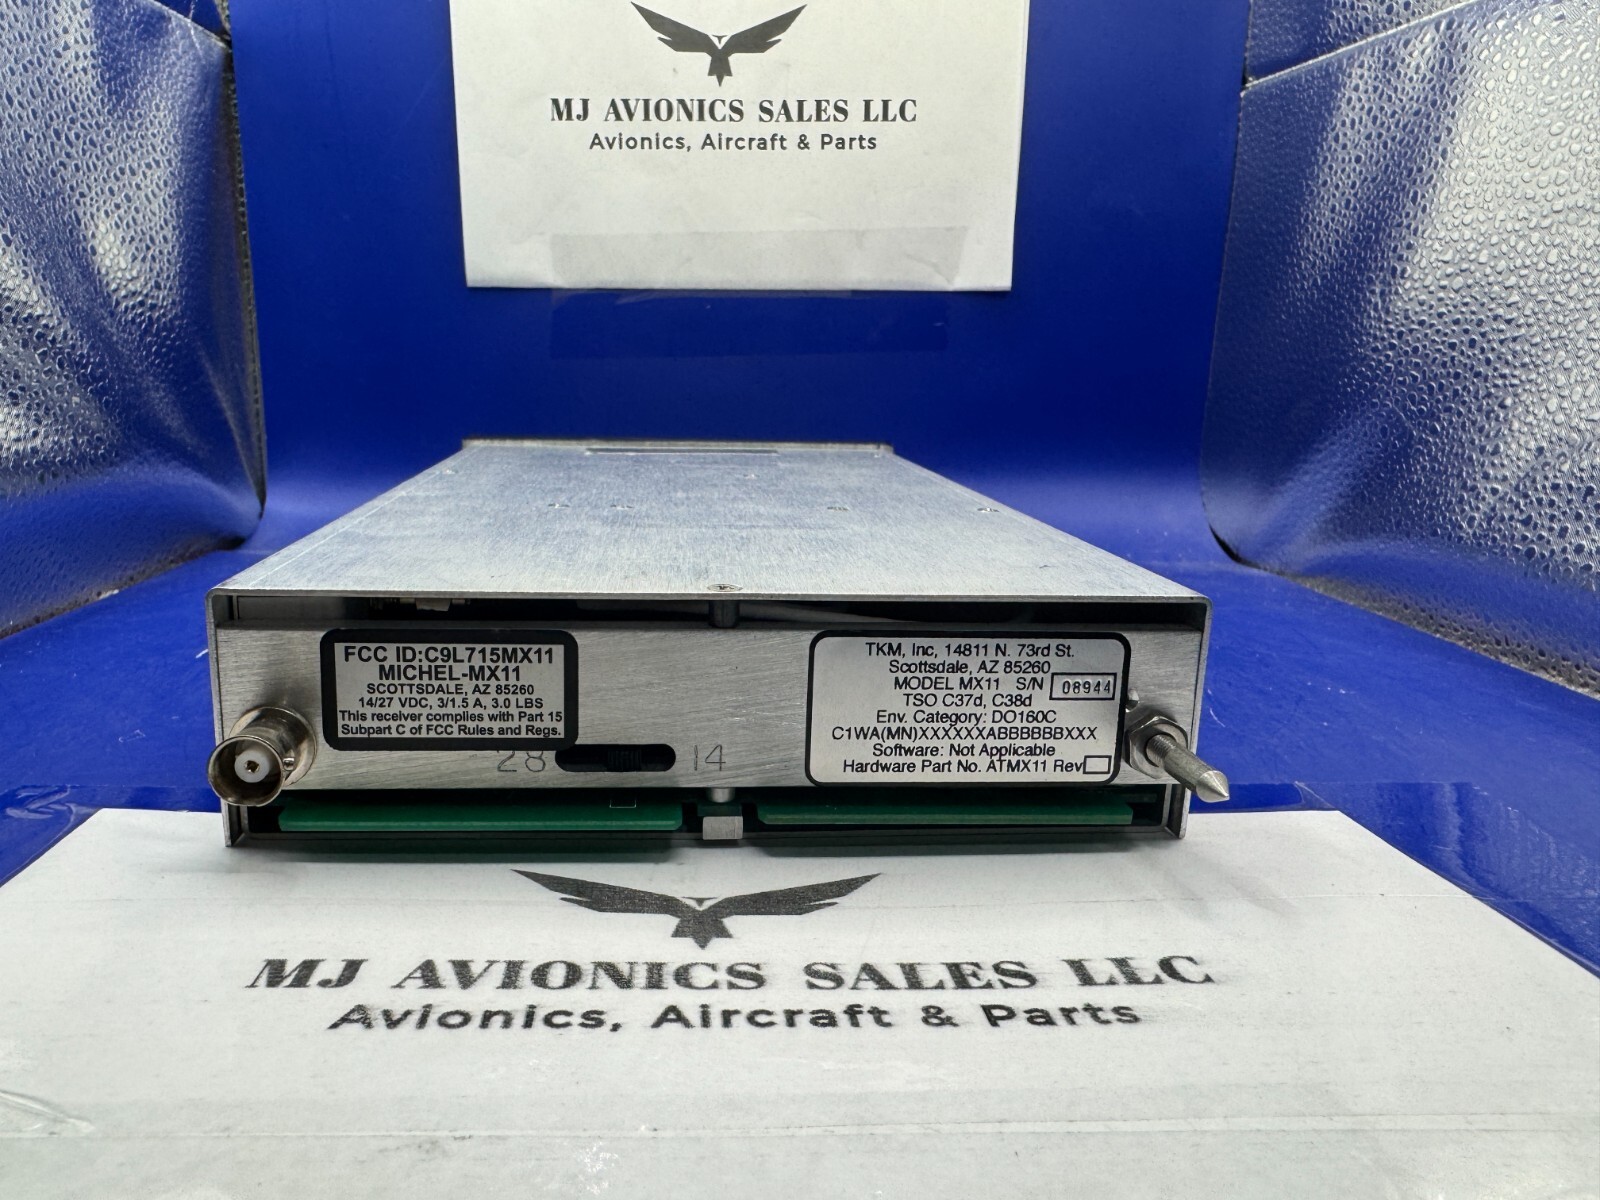 MJ AVIONICS SALES LLC
Avionics, Aircraft & Parts
FCC ID:C9L715MX11
MICHEL-MX11
SCOTTSDALE, AZ 85260
14/27 VDC, 3/1.5 A, 3.0 LBS
This receiver complies with Part 15
Subpart C of FCC Rules and Regs.
28
14
TKM, Inc, 14811 N. 73rd St.
Scottsdale, AZ 85260
MODEL MX11 S/N 08944
TSO C37d, C38d
Env. Category: DO160C
C1WA(MN)XXXXXXABBBBBBXXX
Software: Not Applicable
Hardware Part No. ATMX11 Rev
MJ AVIONICS SALES LLC
Avionics, Aircraft & Parts